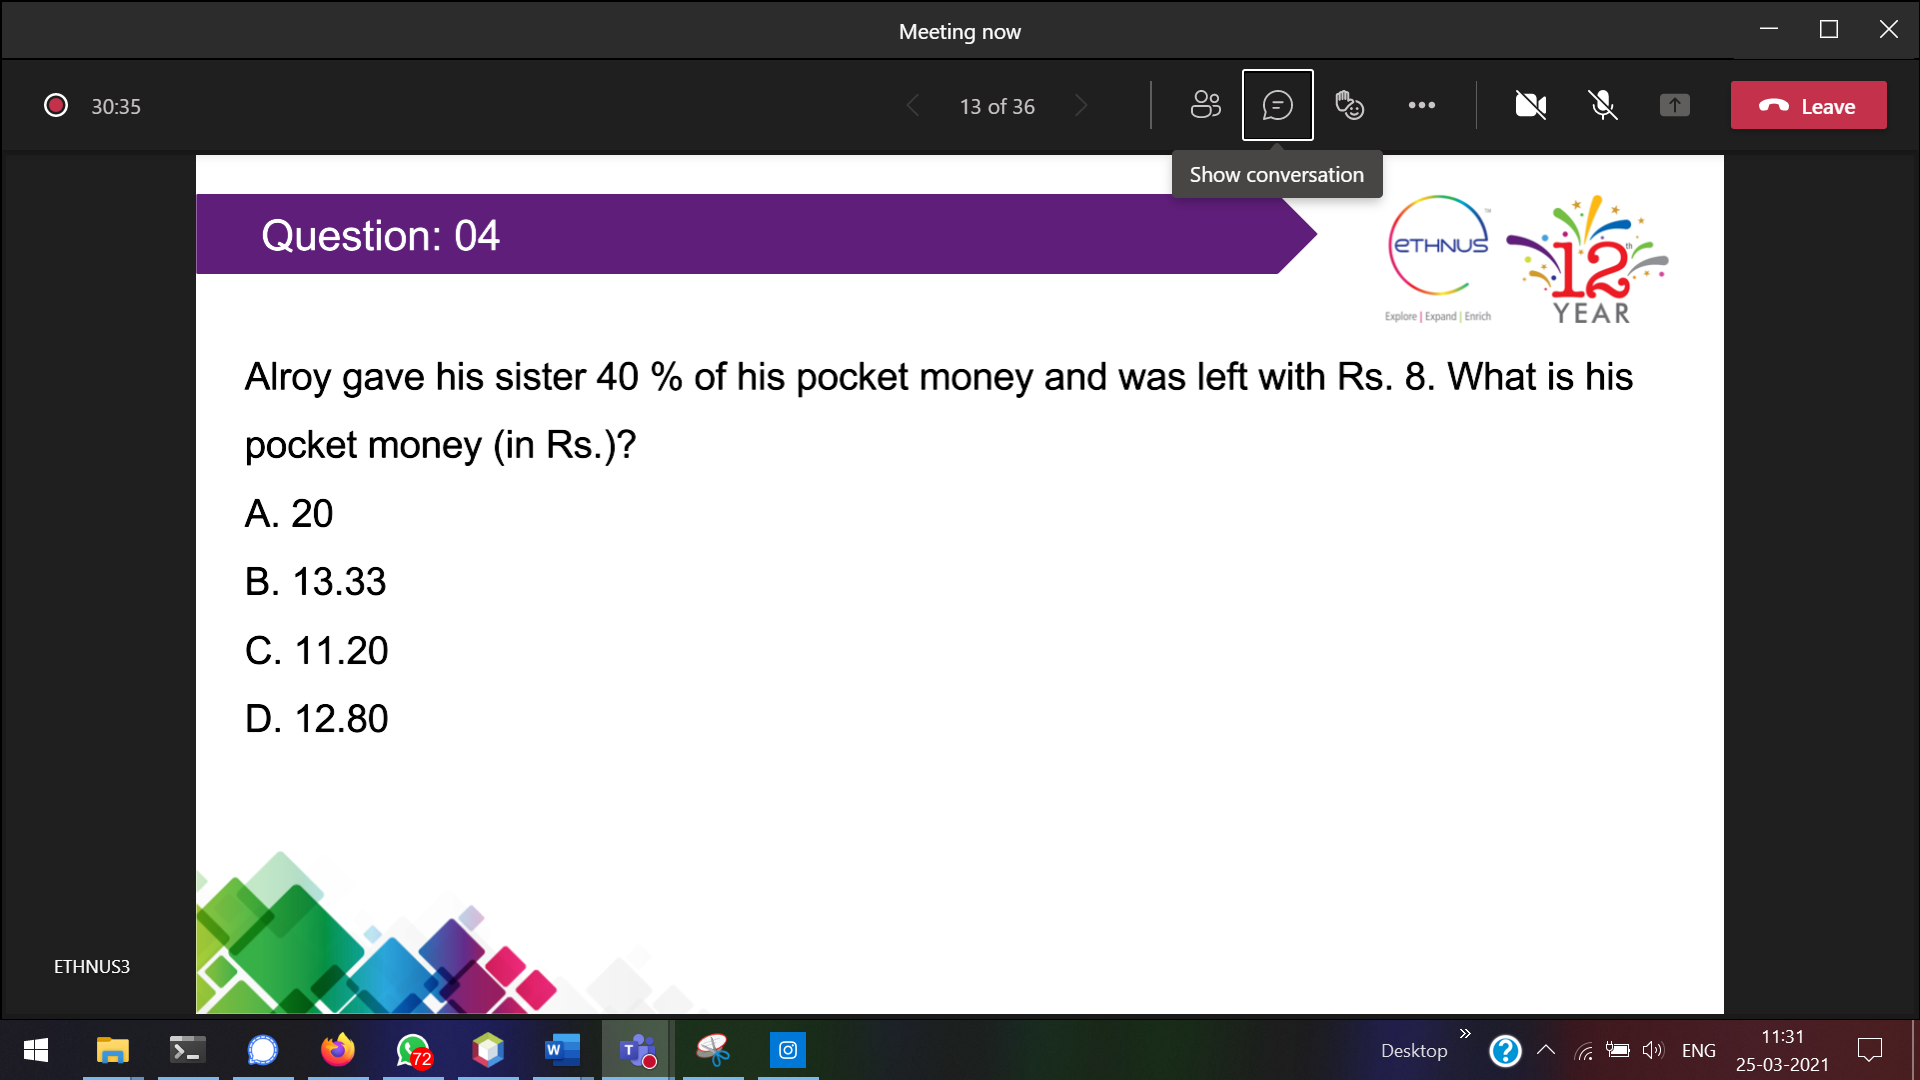 Meeting now
30:35
13 of 36
Leave
Show conversation
Question: 04
eTHNUS
TM
Explore | Expand | Enrich
12th
YEAR
Alroy gave his sister 40 % of his pocket money and was left with Rs. 8. What is his
pocket money (in Rs.)?
A. 20
B. 13.33
C. 11.20
D. 12.80
ETHNUS3
72
W
T
Desktop
ENG
11:31
25-03-2021